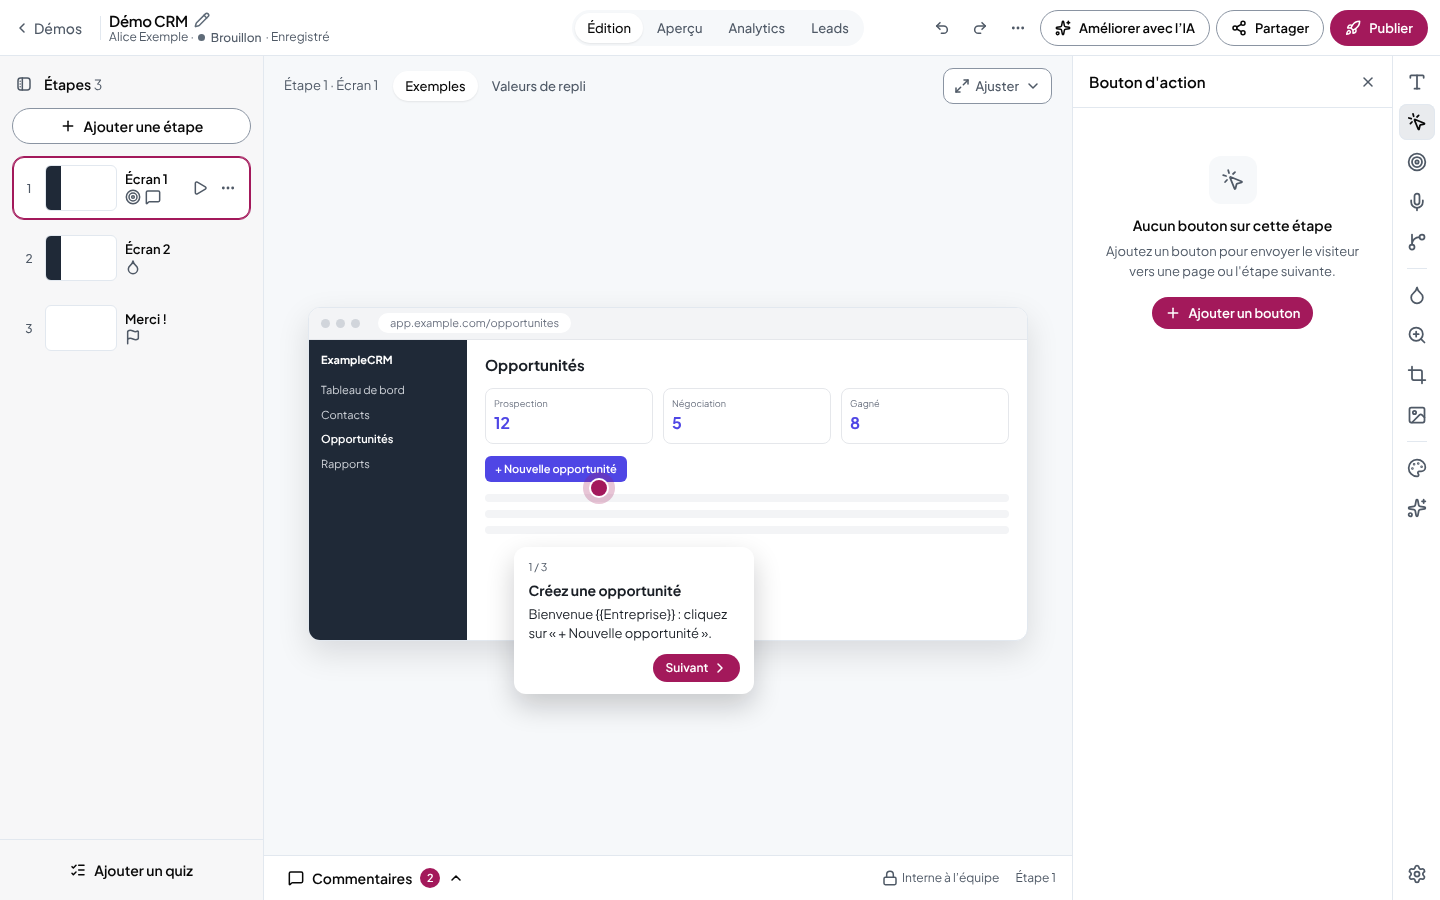 Démos
Démo CRM
Alice Exemple · Brouillon · Enregistré
Édition
Aperçu
Analytics
Leads
Améliorer avec l'IA
Partager
Publier
Étapes 3
Ajouter une étape
1
Écran 1
2
Écran 2
3
Merci !
Ajouter un quiz
Étape 1 · Écran 1
Exemples
Valeurs de repli
Ajuster
app.example.com/opportunites
ExampleCRM
Tableau de bord
Contacts
Opportunités
Rapports
Opportunités
Prospection
12
Négociation
5
Gagné
8
+ Nouvelle opportunité
1 / 3
Créez une opportunité
Bienvenue {{Entreprise}} : cliquez
sur « + Nouvelle opportunité ».
Suivant
Commentaires 2
Interne à l'équipe
Étape 1
Bouton d'action
Aucun bouton sur cette étape
Ajoutez un bouton pour envoyer le visiteur
vers une page ou l'étape suivante.
Ajouter un bouton